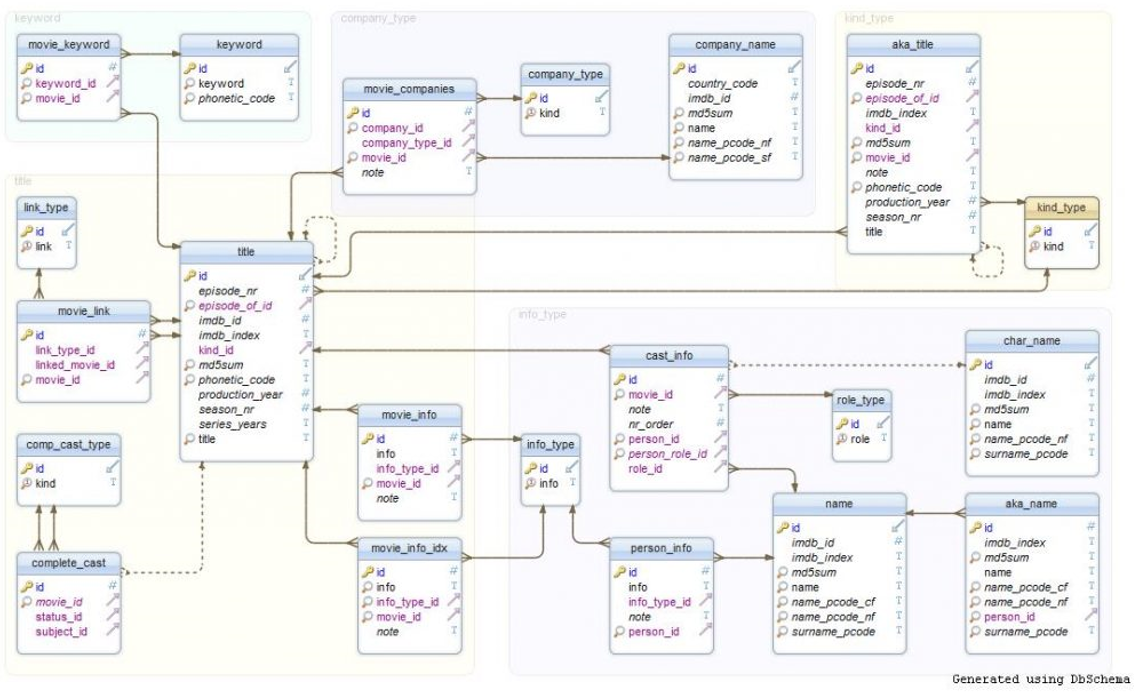 keyword
movie_keyword
id #
keyword_id
movie_id
keyword
id
keyword T
phonetic_code T
company_type
movie_companies
id #
company_id
company_type_id
movie_id
note T
company_type
id
kind T
company_name
id
country_code T
imdb_id #
md5sum T
name T
name_pcode_nf T
name_pcode_sf T
kind_type
aka_title
id
episode_nr #
episode_of_id
imdb_index T
kind_id
md5sum T
movie_id
note T
phonetic_code T
production_year #
season_nr #
title T
kind_type
id
kind T
title
link_type
id
link T
movie_link
id #
link_type_id
linked_movie_id
movie_id
title
id
episode_nr #
episode_of_id
imdb_id #
imdb_index T
kind_id
md5sum T
phonetic_code T
production_year #
season_nr #
series_years T
title T
comp_cast_type
id
kind T
complete_cast
id #
movie_id
status_id
subject_id
movie_info
id #
info T
info_type_id
movie_id
note T
movie_info_idx
id #
info T
info_type_id
movie_id
note T
info_type
info_type
id
info T
cast_info
id #
movie_id
note T
nr_order #
person_id
person_role_id
role_id
role_type
id
role T
char_name
id
imdb_id #
imdb_index T
md5sum T
name T
name_pcode_nf T
surname_pcode T
person_info
id #
info T
info_type_id
note T
person_id
name
id
imdb_id #
imdb_index T
md5sum T
name T
name_pcode_cf T
name_pcode_nf T
surname_pcode T
aka_name
id #
imdb_index T
md5sum T
name T
name_pcode_cf T
name_pcode_nf T
person_id
surname_pcode T
Generated using DbSchema